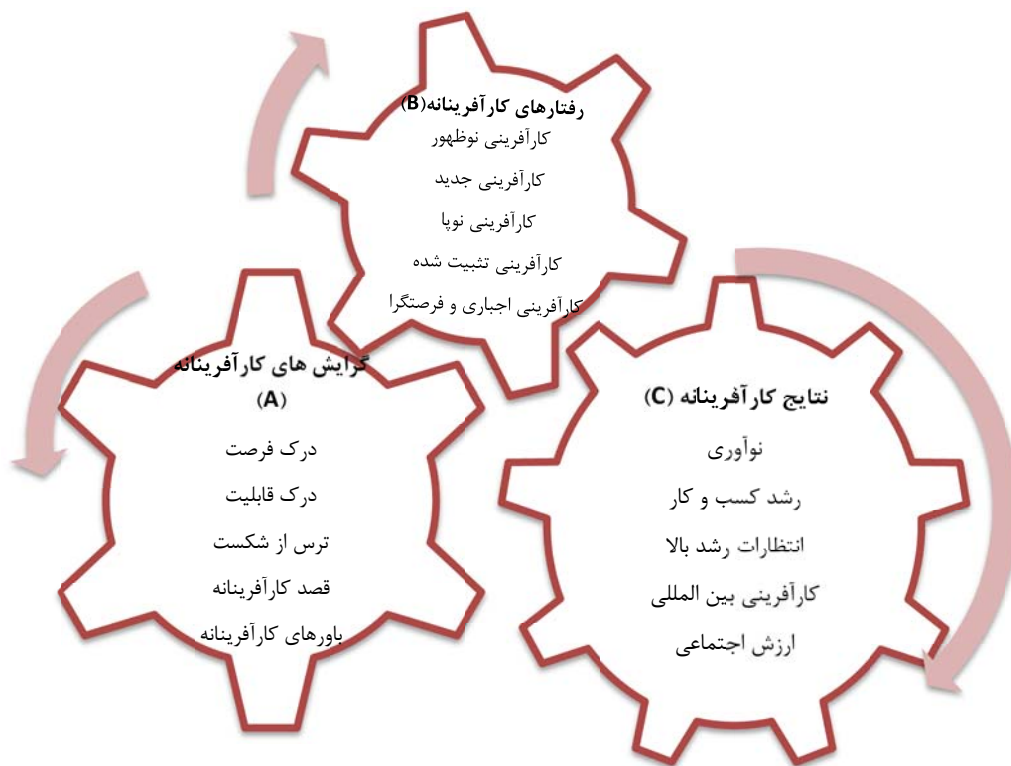 رفتارهای کارآفرینانه(B)
کارآفرینی نوظهور
کارآفرینی جدید
کارآفرینی نوپا
کارآفرینی تثبیت شده
کارآفرینی اجباری و فرصتگرا
گرایش های کارآفرینانه
(A)
درک فرصت
درک قابلیت
ترس از شکست
قصد کارآفرینانه
باورهای کارآفرینانه
نتایج کارآفرینانه (C)
نوآوری
رشد کسب و کار
انتظارات رشد بالا
کارآفرینی بین المللی
ارزش اجتماعی